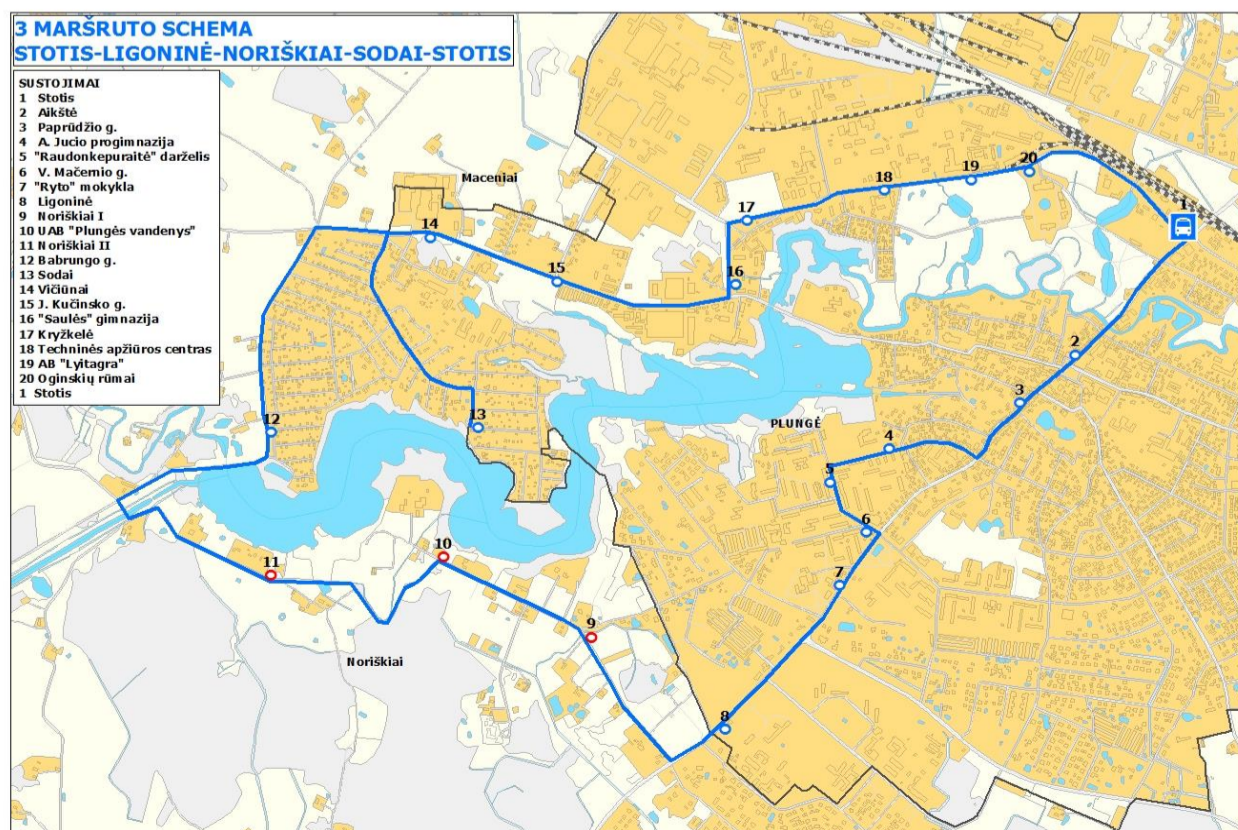 3 MARŠRUTO SCHEMA
STOTIS-LIGONINĖ-NORIŠKIAI-SODAI-STOTIS
SUSTOJIMAI
1 Stotis
2 Aikštė
3 Paprūdžio g.
4 A. Jucio progimnazija
5 "Raudonkepuraitė" darželis
6 V. Mačernio g.
7 "Ryto" mokykla
8 Ligoninė
9 Noriškiai I
10 UAB "Plungės vandenys"
11 Noriškiai II
12 Babrungo g.
13 Sodai
14 Vičiūnai
15 J. Kučinsko g.
16 "Saulės" gimnazija
17 Kryžkelė
18 Techninės apžiūros centras
19 AB "Lyitagra"
20 Oginskių rūmai
1 Stotis
Maceniai
PLUNGĖ
Noriškiai
1
2
3
4
5
6
7
8
9
10
11
12
13
14
15
16
17
18
19
20